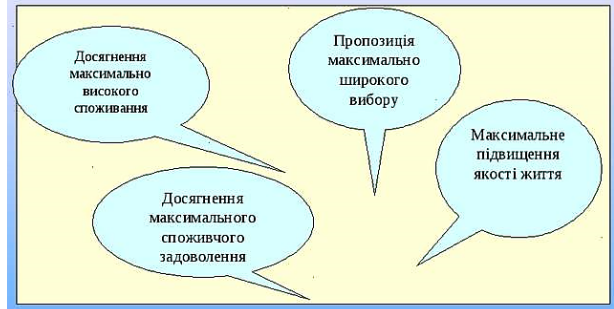 Досягнення
максимально
високого
споживання
Пропозиція
максимально
широкого
вибору
Максимальне
підвищення
якості життя
Досягнення
максимального
споживчого
задоволення